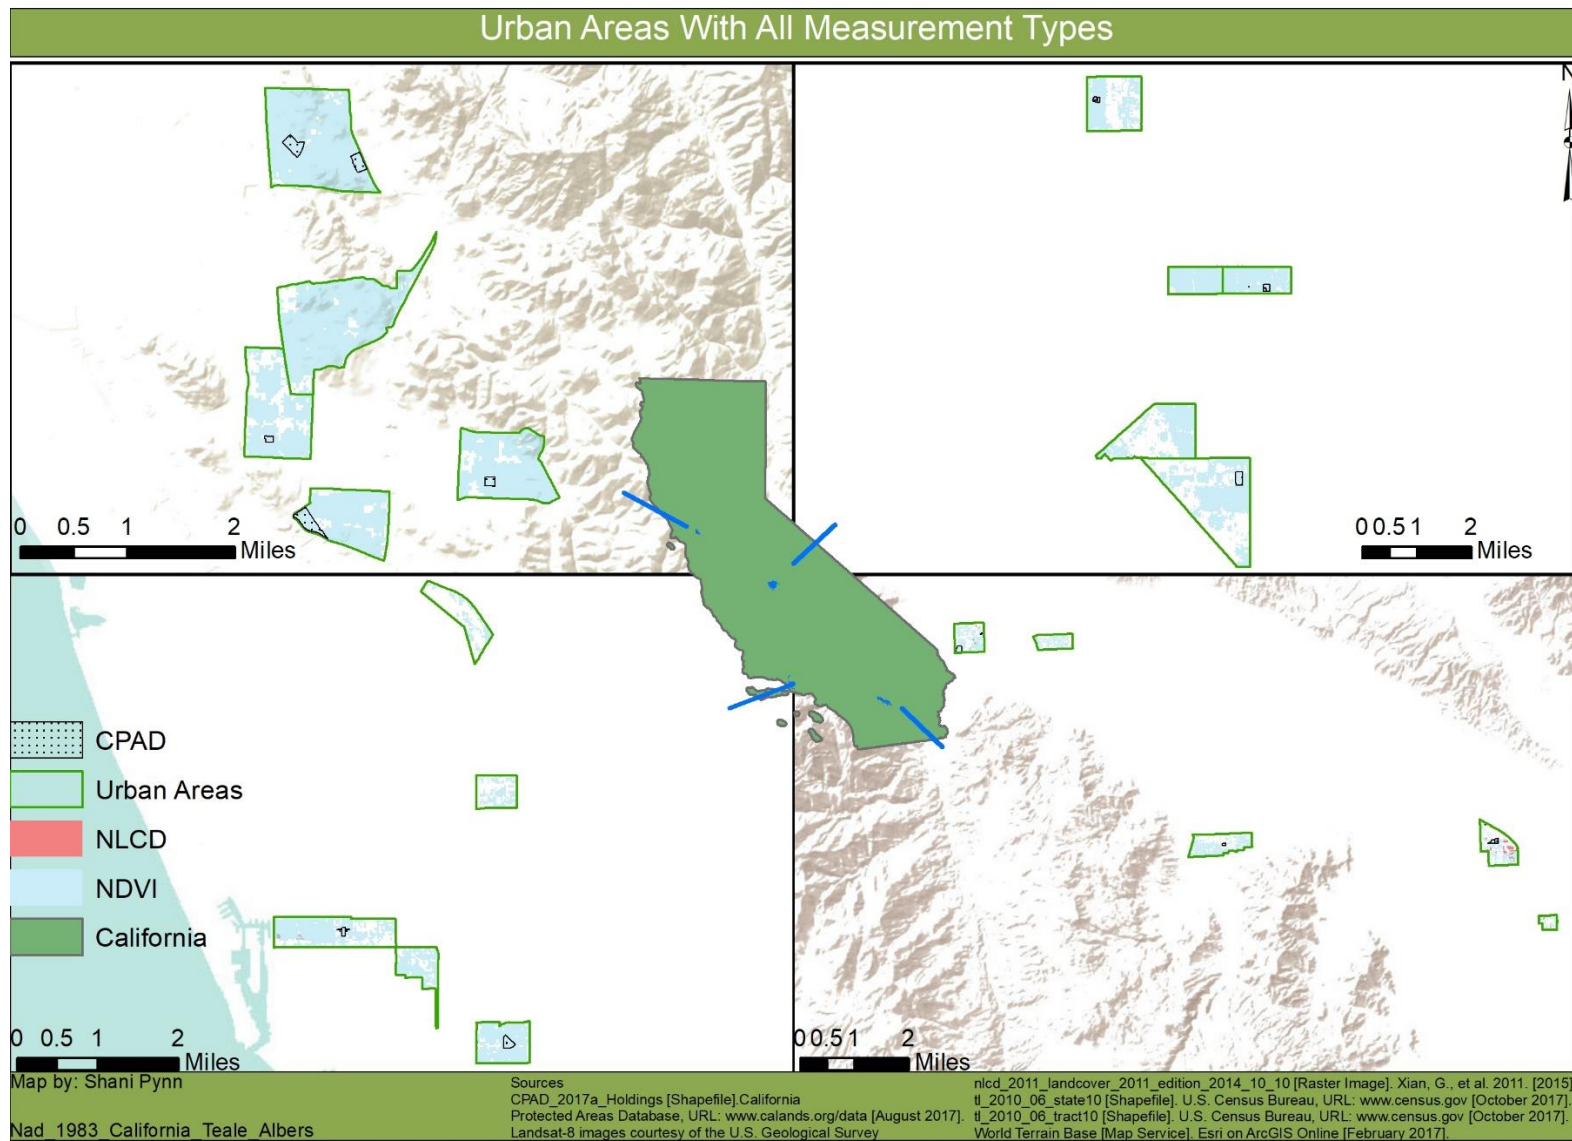 Urban Areas With All Measurement Types
N
0 0.5 1 2
Miles
0 0.5 1 2
Miles
CPAD
Urban Areas
NLCD
NDVI
California
0 0.5 1 2
Miles
0 0.5 1 2
Miles
Map by: Shani Pynn
Nad_1983_California_Teale_Albers
Sources
CPAD_2017a_Holdings [Shapefile].California
Protected Areas Database, URL: www.calands.org/data [August 2017].
Landsat-8 images courtesy of the U.S. Geological Survey
nlcd_2011_landcover_2011_edition_2014_10_10 [Raster Image]. Xian, G., et al. 2011. [2015]
tl_2010_06_state10 [Shapefile]. U.S. Census Bureau, URL: www.census.gov [October 2017].
tl_2010_06_tract10 [Shapefile]. U.S. Census Bureau, URL: www.census.gov [October 2017].
World Terrain Base [Map Service]. Esri on ArcGIS Online [February 2017].